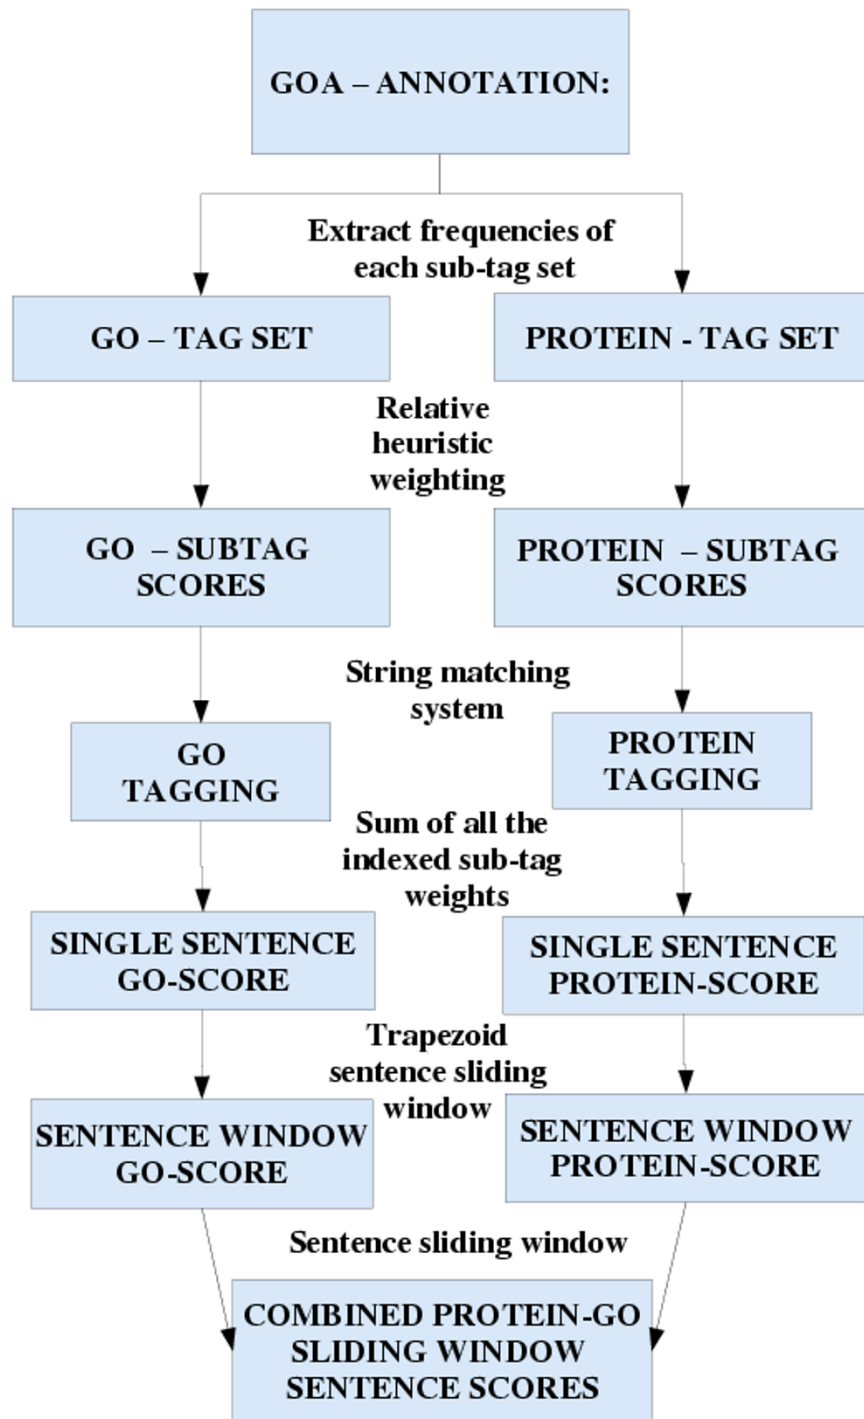 GOA – ANNOTATION:
Extract frequencies of
each sub-tag set
GO – TAG SET
PROTEIN - TAG SET
Relative
heuristic
weighting
GO – SUBTAG
SCORES
PROTEIN – SUBTAG
SCORES
String matching
system
GO
TAGGING
PROTEIN
TAGGING
Sum of all the
indexed sub-tag
weights
SINGLE SENTENCE
GO-SCORE
SINGLE SENTENCE
PROTEIN-SCORE
Trapezoid
sentence sliding
window
SENTENCE WINDOW
GO-SCORE
SENTENCE WINDOW
PROTEIN-SCORE
Sentence sliding window
COMBINED PROTEIN-GO
SLIDING WINDOW
SENTENCE SCORES